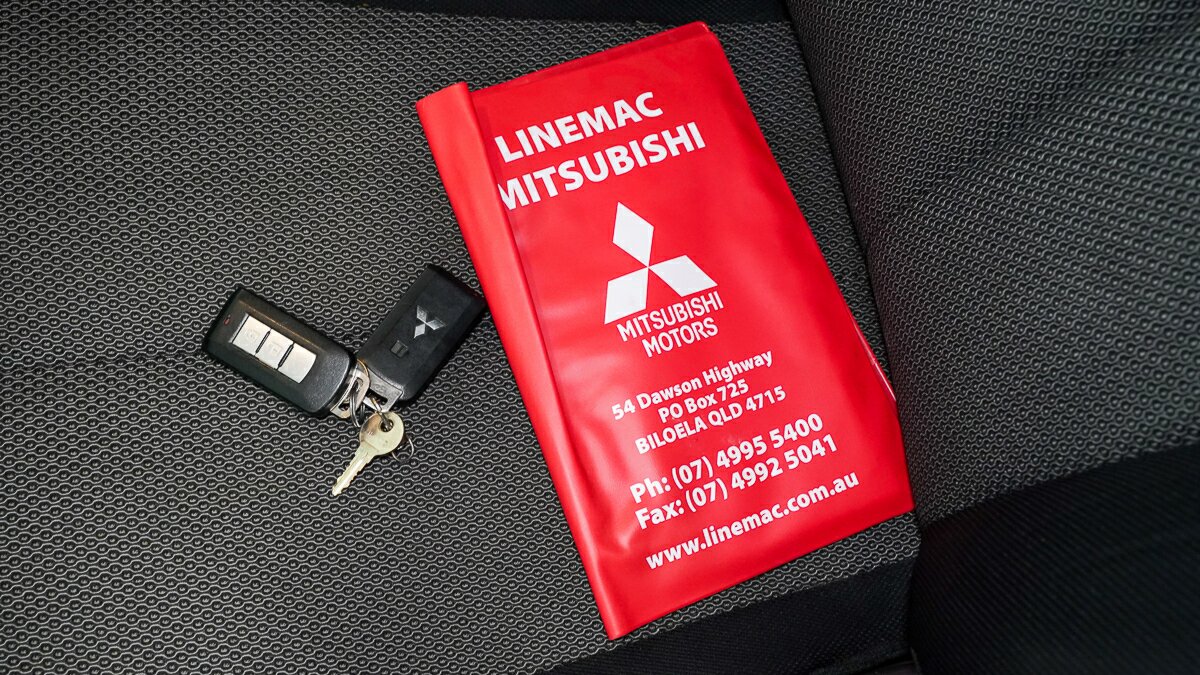 LINEMAC
MITSUBISHI
MITSUBISHI
MOTORS
54 Dawson Highway
PO Box 725
BILOELA QLD 4715
Ph: (07) 4995 5400
Fax: (07) 4992 5041
www.linemac.com.au